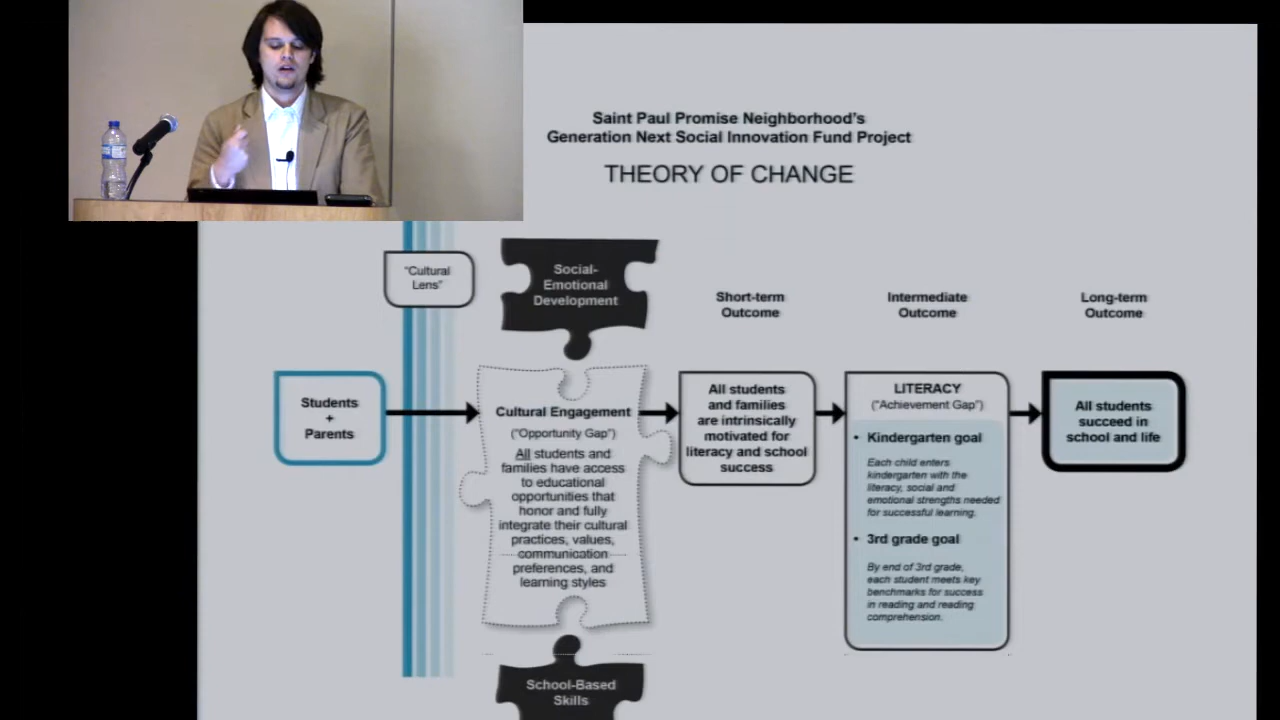 Saint Paul Promise Neighborhood's
Generation Next Social Innovation Fund Project
THEORY OF CHANGE
"Cultural
Lens"
Social-
Emotional
Development
Short-term
Outcome
Intermediate
Outcome
Long-term
Outcome
Students
+
Parents
Cultural Engagement
("Opportunity Gap")
All students and
families have access
to educational
opportunities that
honor and fully
integrate their cultural
practices, values,
communication
preferences, and
learning styles
All students
and families
are intrinsically
motivated for
literacy and school
success
LITERACY
("Achievement Gap")
• Kindergarten goal
Each child enters
kindergarten with the
literacy, social and
emotional strengths needed
for successful learning.
• 3rd grade goal
By end of 3rd grade,
each student meets key
benchmarks for success
in reading and reading
comprehension.
All students
succeed in
school and life
School-Based
Skills